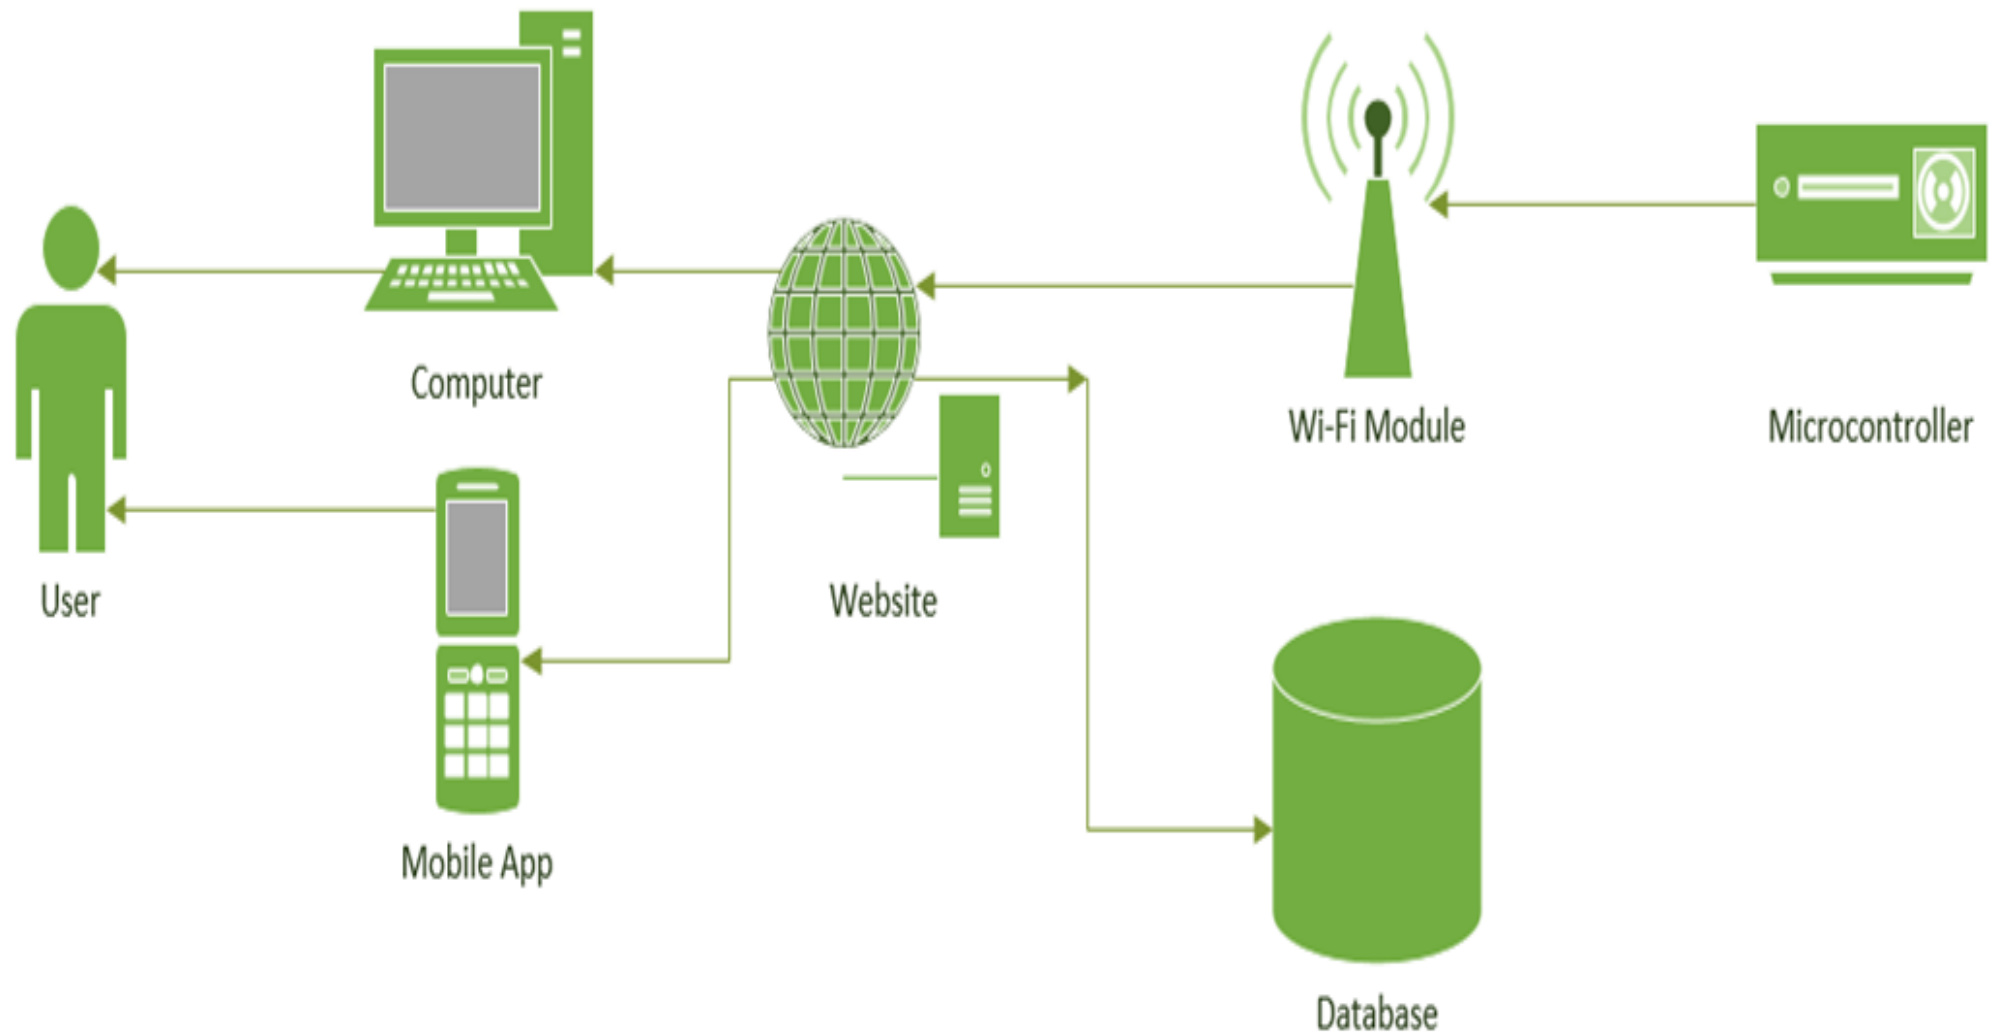 Computer
Wi-Fi Module
Microcontroller
User
Website
Mobile App
Database